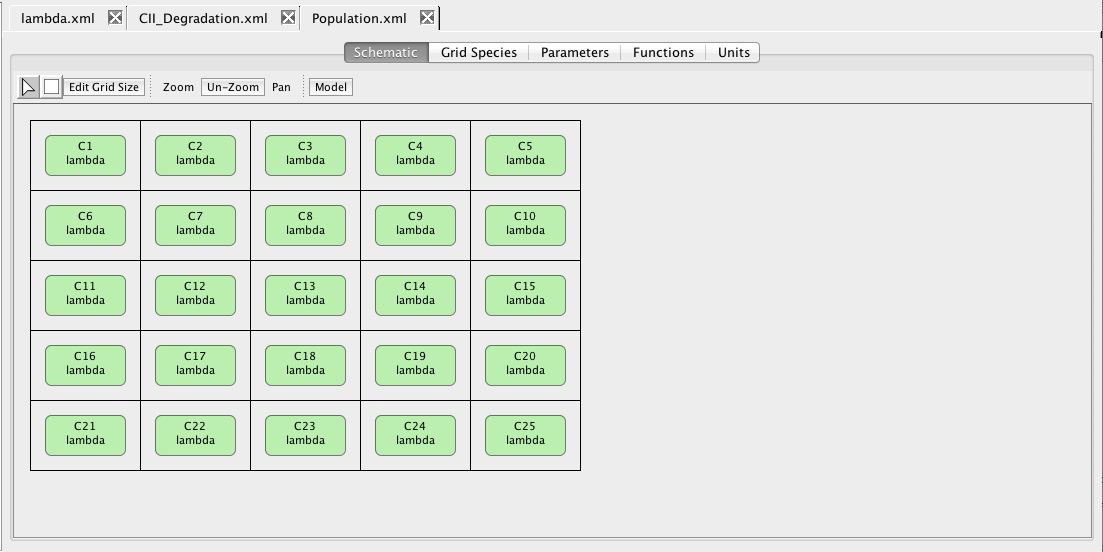 lambda.xml CII_Degradation.xml Population.xml
Schematic Grid Species Parameters Functions Units
Edit Grid Size Zoom Un-Zoom Pan Model
C1 C2 C3 C4 C5
lambda lambda lambda lambda lambda
C6 C7 C8 C9 C10
lambda lambda lambda lambda lambda
C11 C12 C13 C14 C15
lambda lambda lambda lambda lambda
C16 C17 C18 C19 C20
lambda lambda lambda lambda lambda
C21 C22 C23 C24 C25
lambda lambda lambda lambda lambda